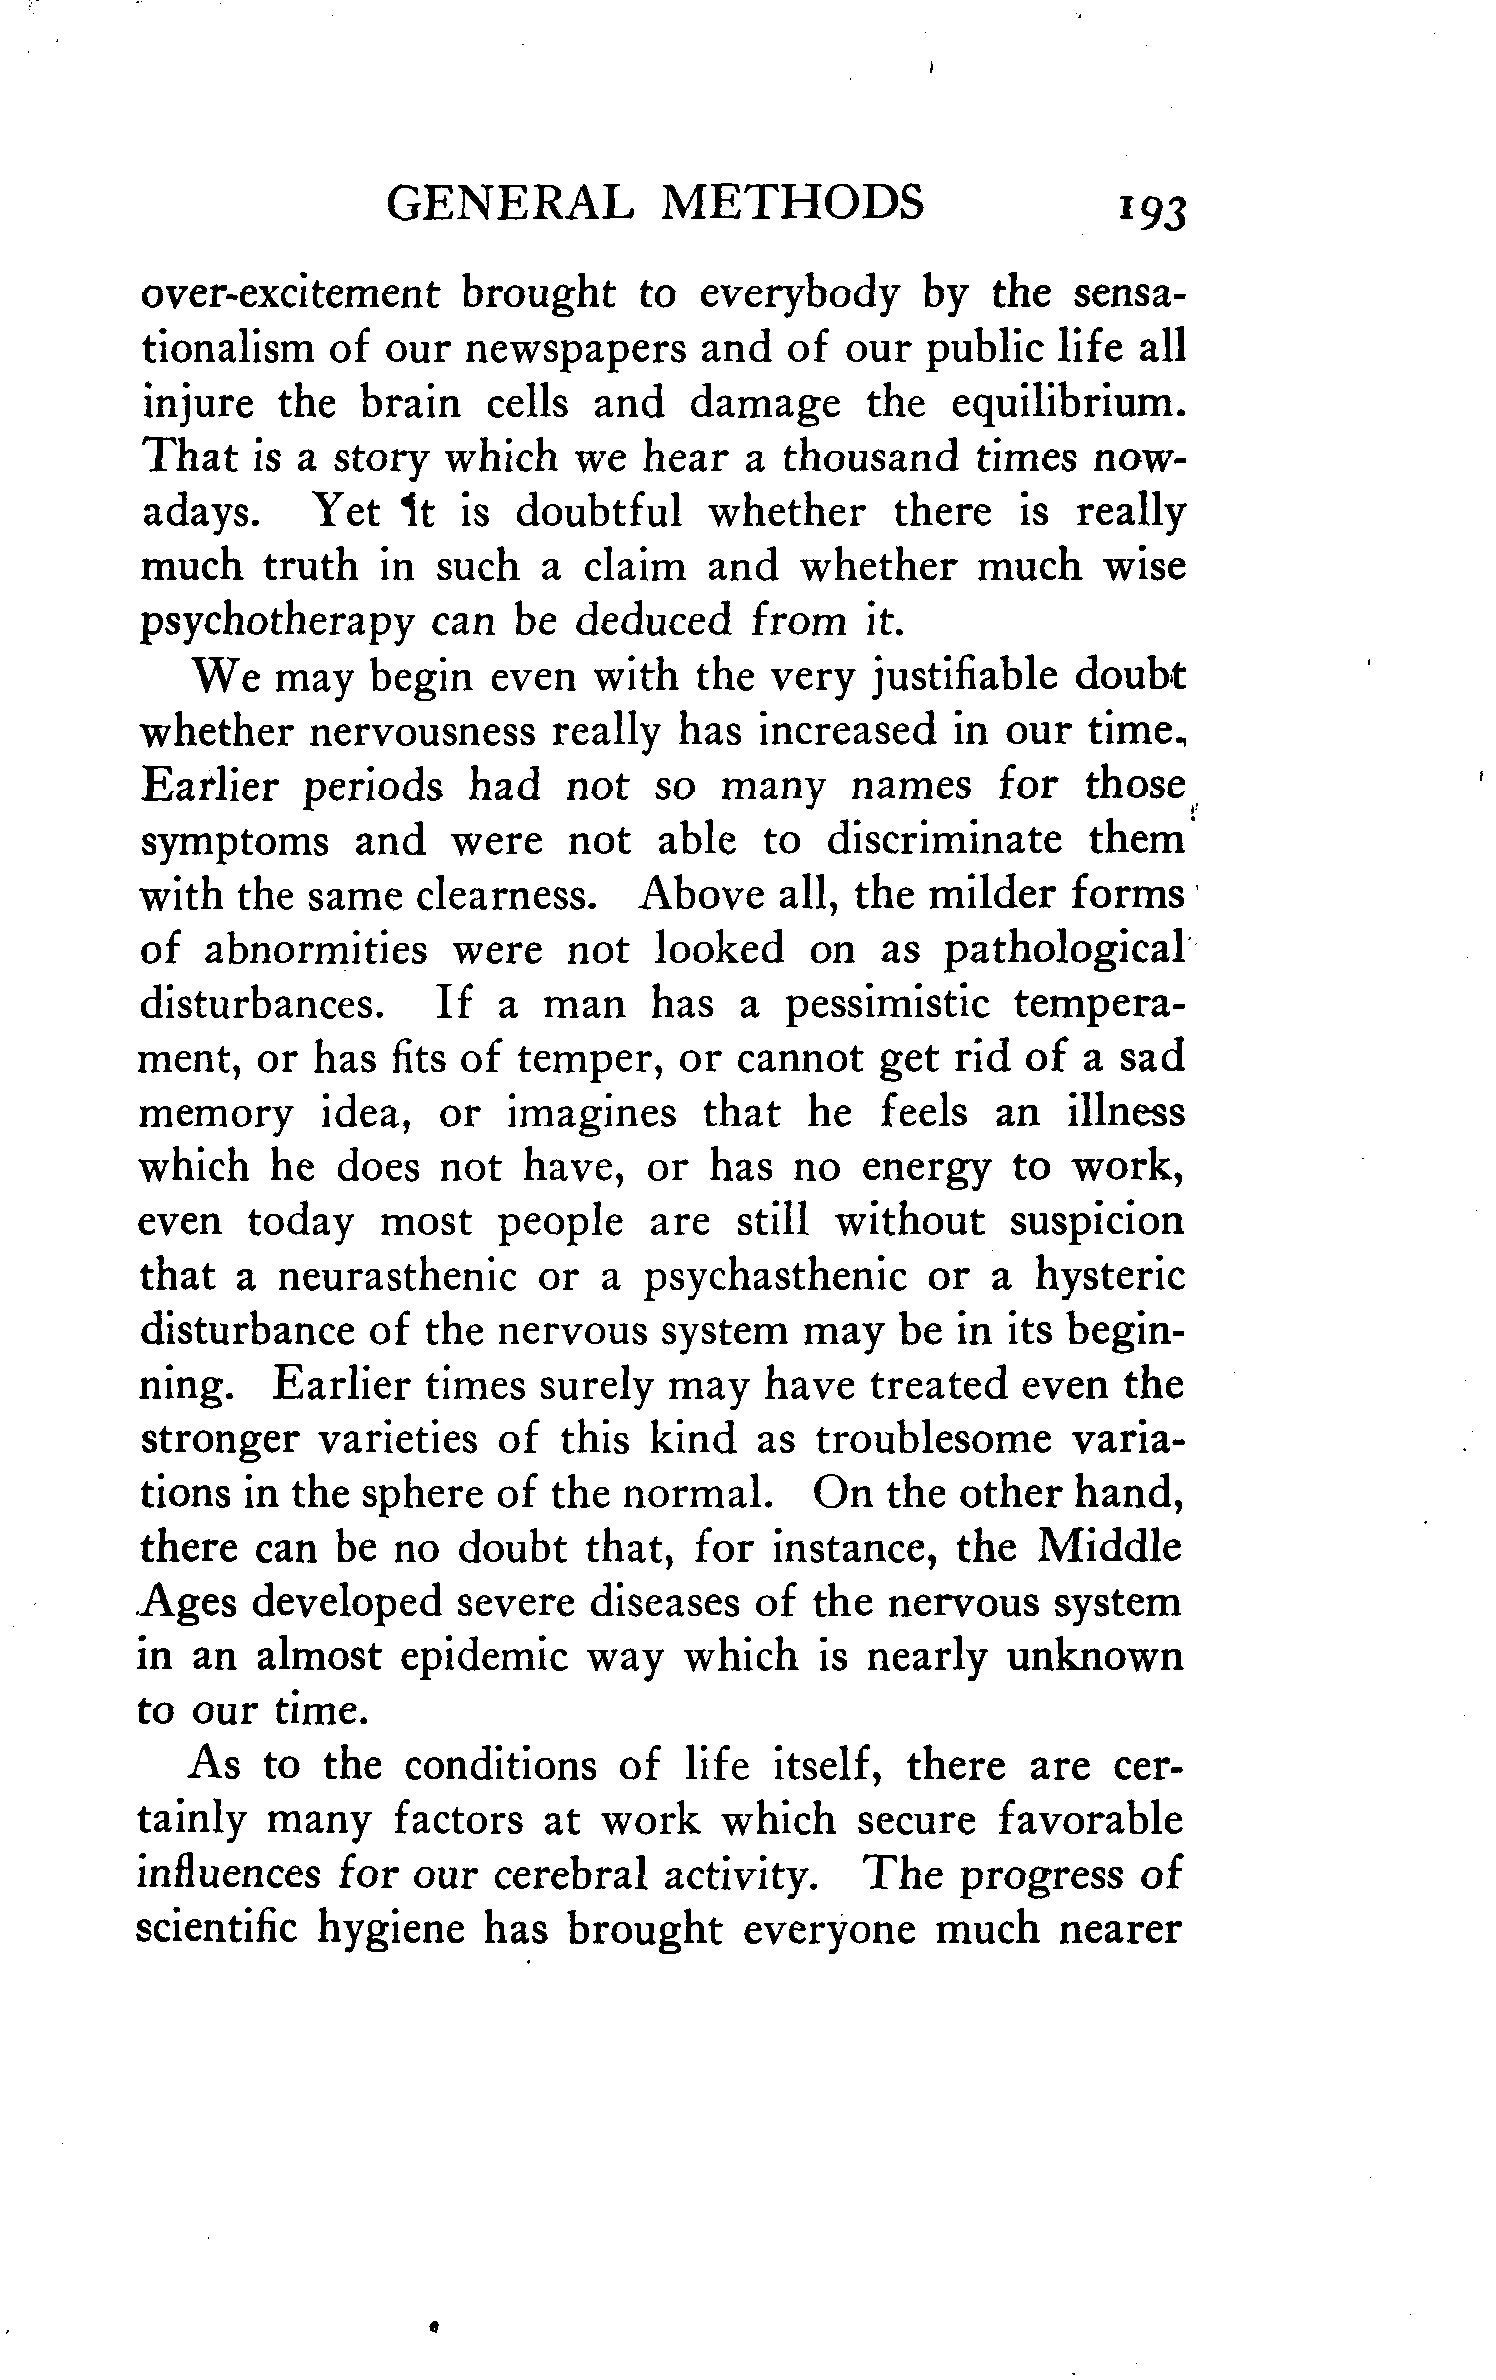 GENERAL METHODS 193
over-excitement brought to everybody by the sensa-
tionalism of our newspapers and of our public life all
injure the brain cells and damage the equilibrium.
That is a story which we hear a thousand times now-
adays. Yet it is doubtful whether there is really
much truth in such a claim and whether much wise
psychotherapy can be deduced from it.
We may begin even with the very justifiable doubt
whether nervousness really has increased in our time.
Earlier periods had not so many names for those
symptoms and were not able to discriminate them
with the same clearness. Above all, the milder forms
of abnormities were not looked on as pathological
disturbances. If a man has a pessimistic tempera-
ment, or has fits of temper, or cannot get rid of a sad
memory idea, or imagines that he feels an illness
which he does not have, or has no energy to work,
even today most people are still without suspicion
that a neurasthenic or a psychasthenic or a hysteric
disturbance of the nervous system may be in its begin-
ning. Earlier times surely may have treated even the
stronger varieties of this kind as troublesome varia-
tions in the sphere of the normal. On the other hand,
there can be no doubt that, for instance, the Middle
Ages developed severe diseases of the nervous system
in an almost epidemic way which is nearly unknown
to our time.
As to the conditions of life itself, there are cer-
tainly many factors at work which secure favorable
influences for our cerebral activity. The progress of
scientific hygiene has brought everyone much nearer